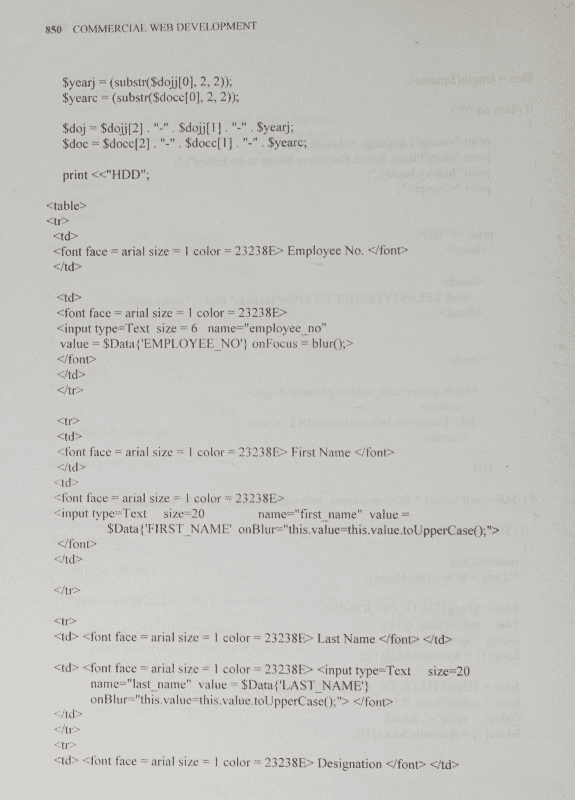 850 COMMERCIAL WEB DEVELOPMENT
$yearj = (substr($dojj[0], 2, 2));
$yearc = (substr($docc[0], 2, 2));
$doj = $dojj[2] . "-" . $dojj[1] . "-" . $yearj;
$doc = $docc[2] . "-" . $docc[1] . "-" . $yearc;
print <<"HDD";
<table>
<tr>
<td>
<font face = arial size = 1 color = 23238E> Employee No. </font>
</td>
<td>
<font face = arial size = 1 color = 23238E>
<input type=Text size = 6 name="employee_no"
value = $Data{'EMPLOYEE_NO'} onFocus = blur();>
</font>
</td>
</tr>
<tr>
<td>
<font face = arial size = 1 color = 23238E> First Name </font>
</td>
<td>
<font face = arial size = 1 color = 23238E>
<input type=Text size=20 name="first_name" value =
$Data{'FIRST_NAME' onBlur="this.value=this.value.toUpperCase();">
</font>
</td>
</tr>
<tr>
<td> <font face = arial size = 1 color = 23238E> Last Name </font> </td>
<td> <font face = arial size = 1 color = 23238E> <input type=Text size=20
name="last_name" value = $Data{'LAST_NAME'}
onBlur="this.value=this.value.toUpperCase();"> </font>
</td>
</tr>
<tr>
<td> <font face = arial size = 1 color = 23238E> Designation </font> </td>